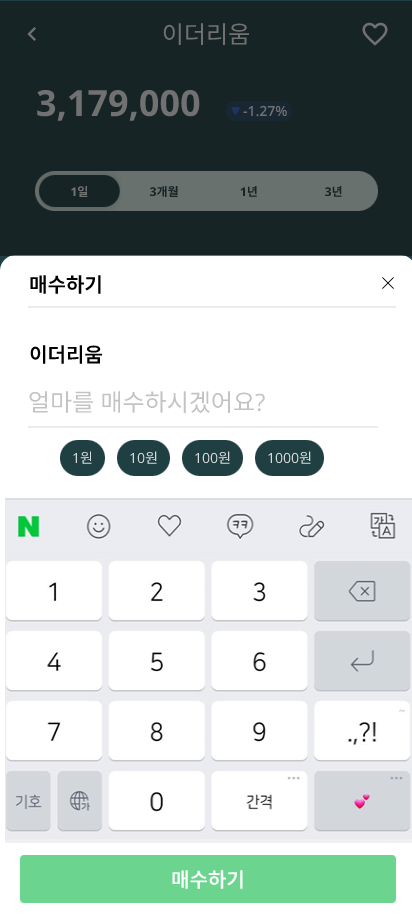 이더리움
3,179,000 ▼ -1.27%
1일 3개월 1년 3년
매수하기
이더리움
얼마를 매수하시겠어요?
1원 10원 100원 1000원
N ㅋㅋ 가 A
1 2 3
4 5 6
7 8 9 .,?!
기호 가 0 간격
매수하기